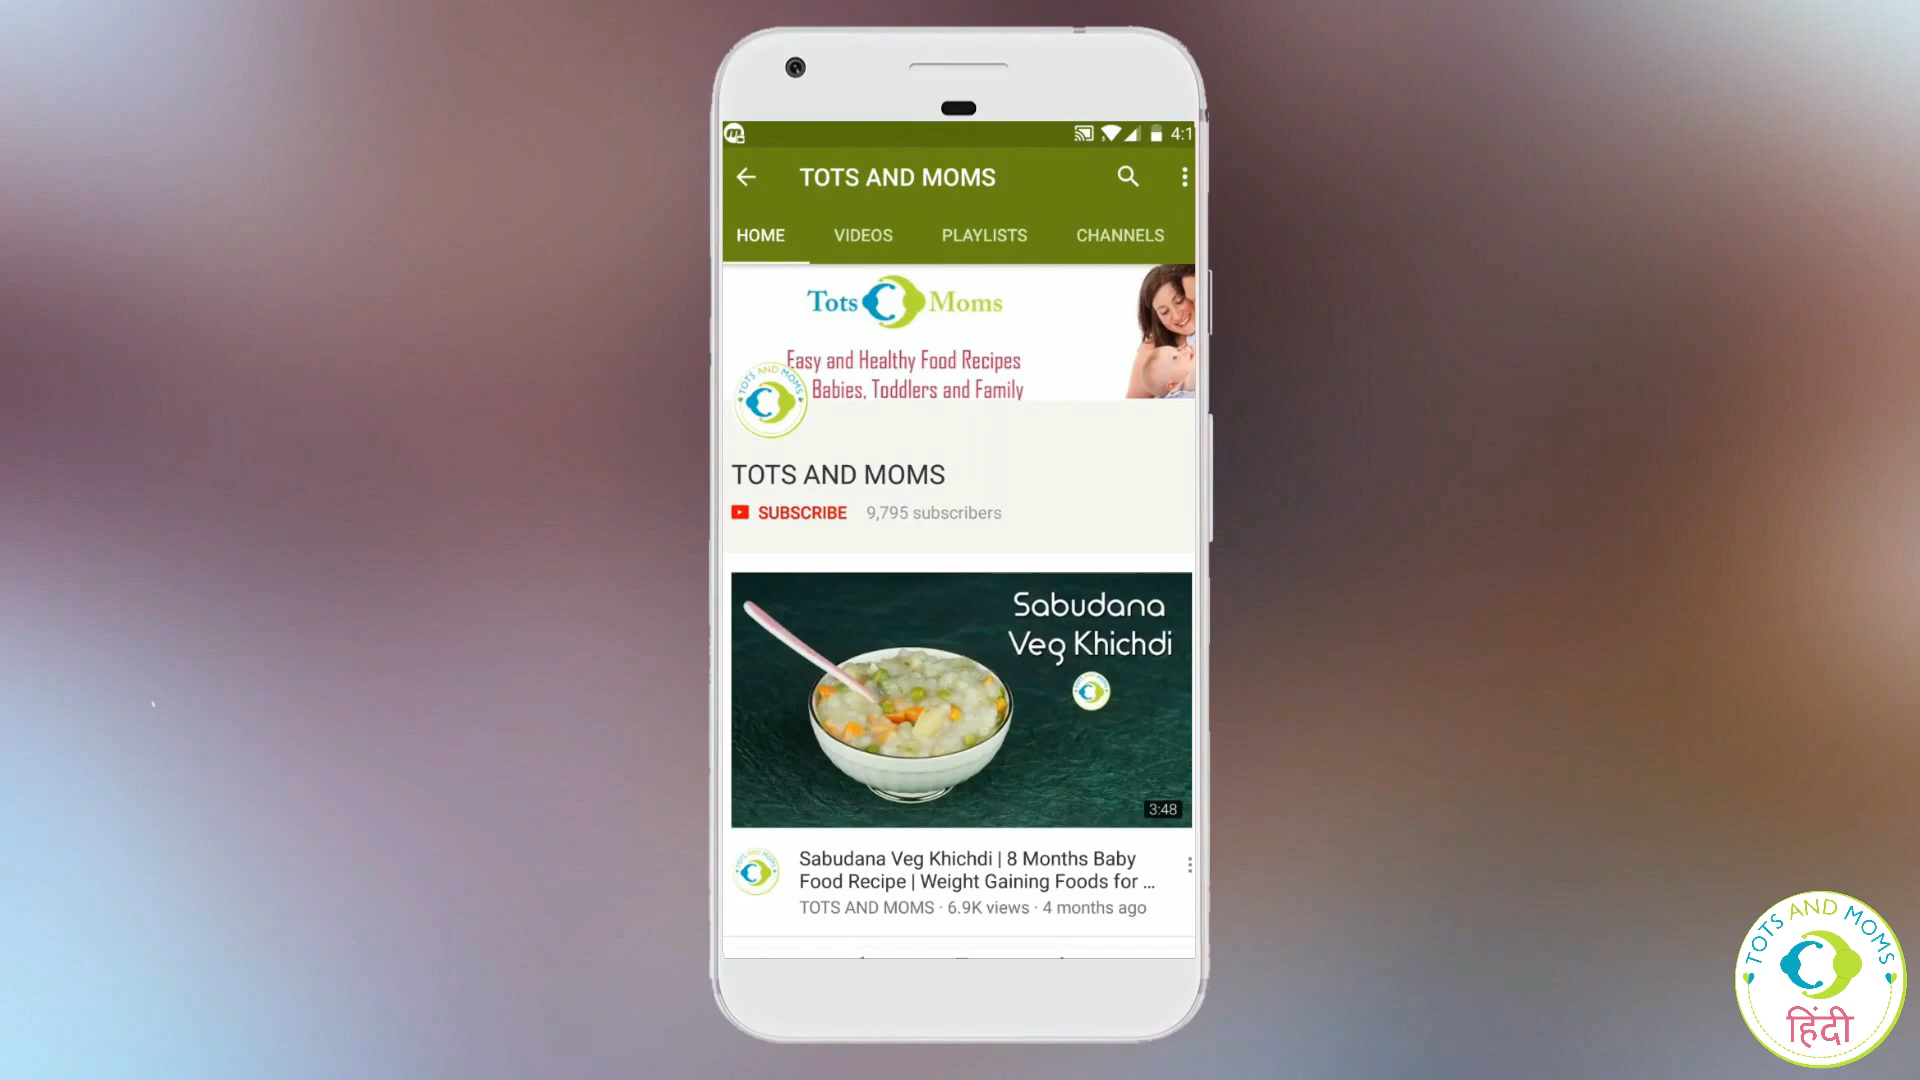 4:1
TOTS AND MOMS
HOME VIDEOS PLAYLISTS CHANNELS
Tots Moms
Easy and Healthy Food Recipes
Babies, Toddlers and Family
TOTS AND MOMS
TOTS AND MOMS
SUBSCRIBE 9,795 subscribers
Sabudana
Veg Khichdi
3:48
TOTS AND MOMS
Sabudana Veg Khichdi | 8 Months Baby
Food Recipe | Weight Gaining Foods for ...
TOTS AND MOMS · 6.9K views · 4 months ago
TOTS AND MOMS
हिंदी